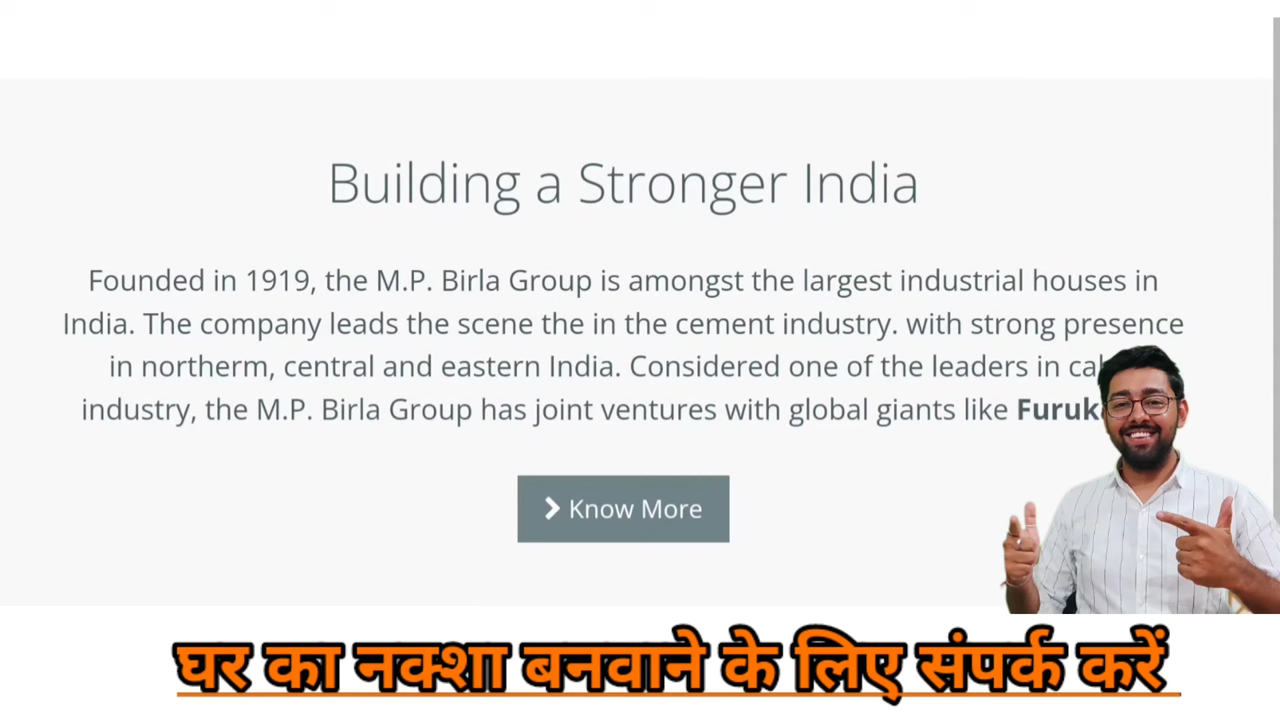 Building a Stronger India
Founded in 1919, the M.P. Birla Group is amongst the largest industrial houses in
India. The company leads the scene the in the cement industry. with strong presence
in northerm, central and eastern India. Considered one of the leaders in
industry, the M.P. Birla Group has joint ventures with global giants like
Know More
घर का नक्शा बनवाने के लिए संपर्क करें